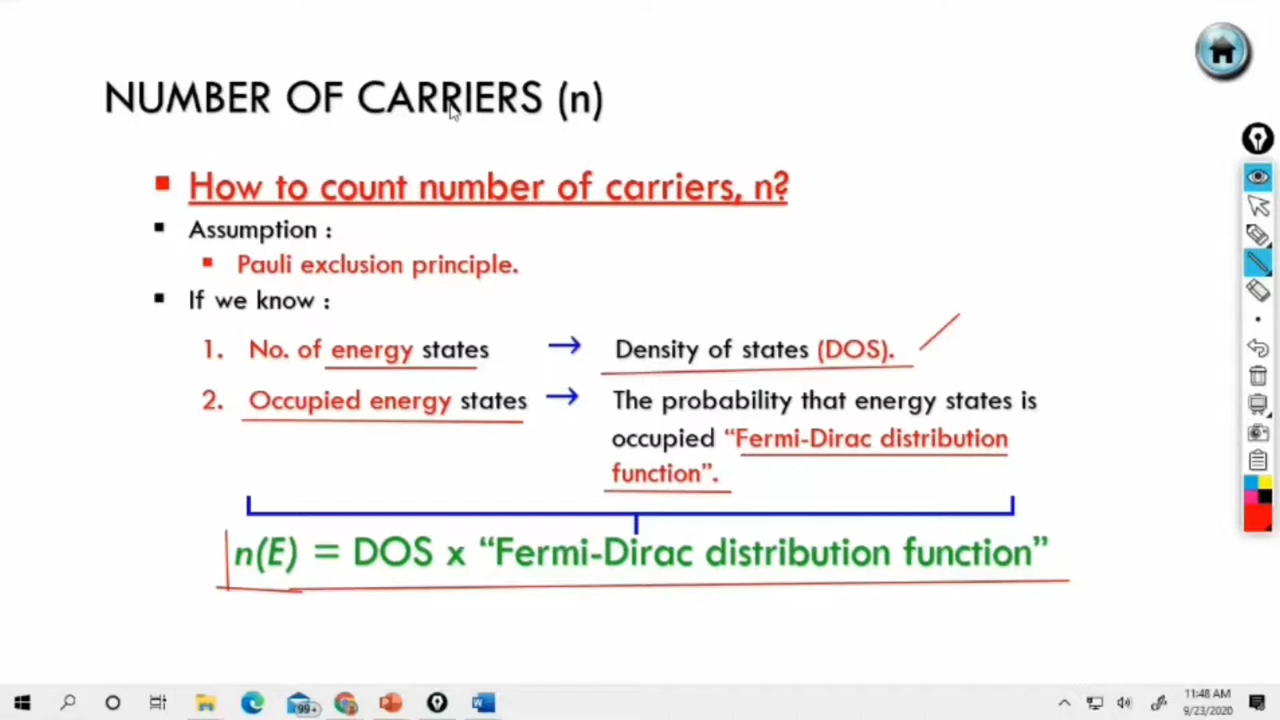 NUMBER OF CARRIERS (n)
How to count number of carriers, n?
Assumption :
Pauli exclusion principle.
If we know :
1. No. of energy states → Density of states (DOS).
2. Occupied energy states → The probability that energy states is
occupied “Fermi-Dirac distribution
function”.
n(E) = DOS x “Fermi-Dirac distribution function”
99+
11:48 AM
9/23/2020